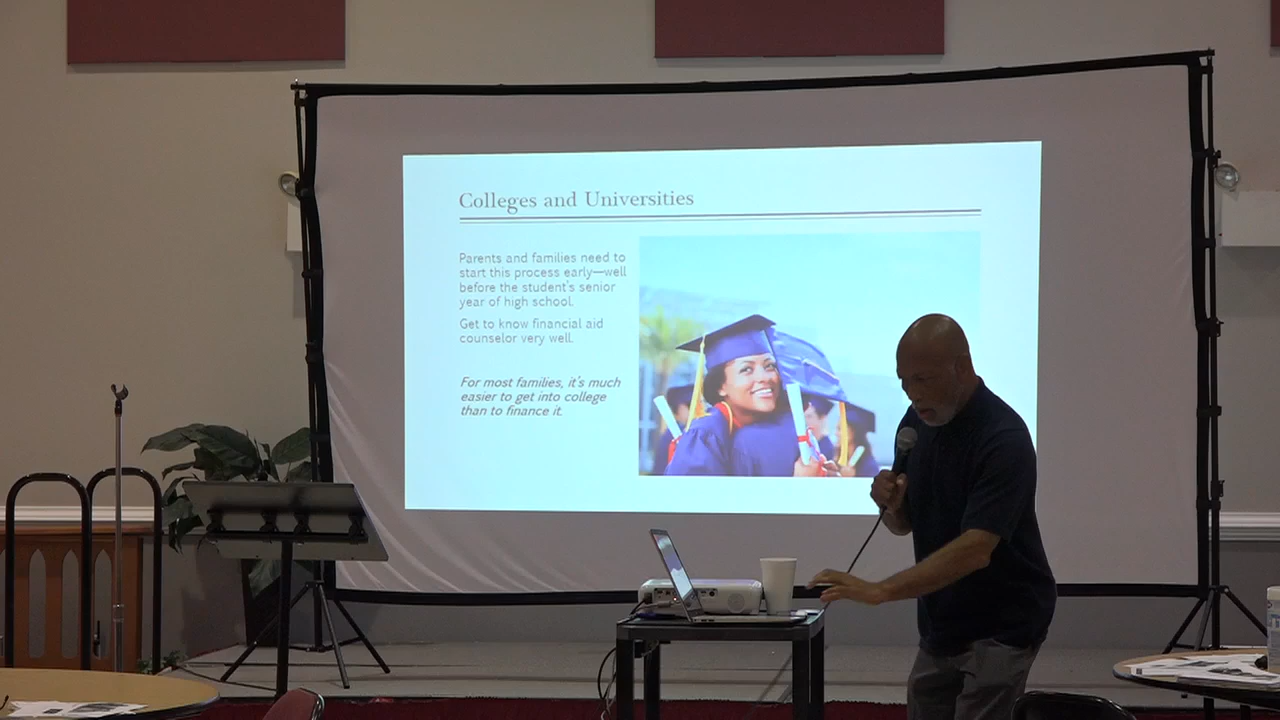 Colleges and Universities
Parents and families need to
start this process early—well
before the student's senior
year of high school.
Get to know financial aid
counselor very well.
For most families, it's much
easier to get into college
than to finance it.